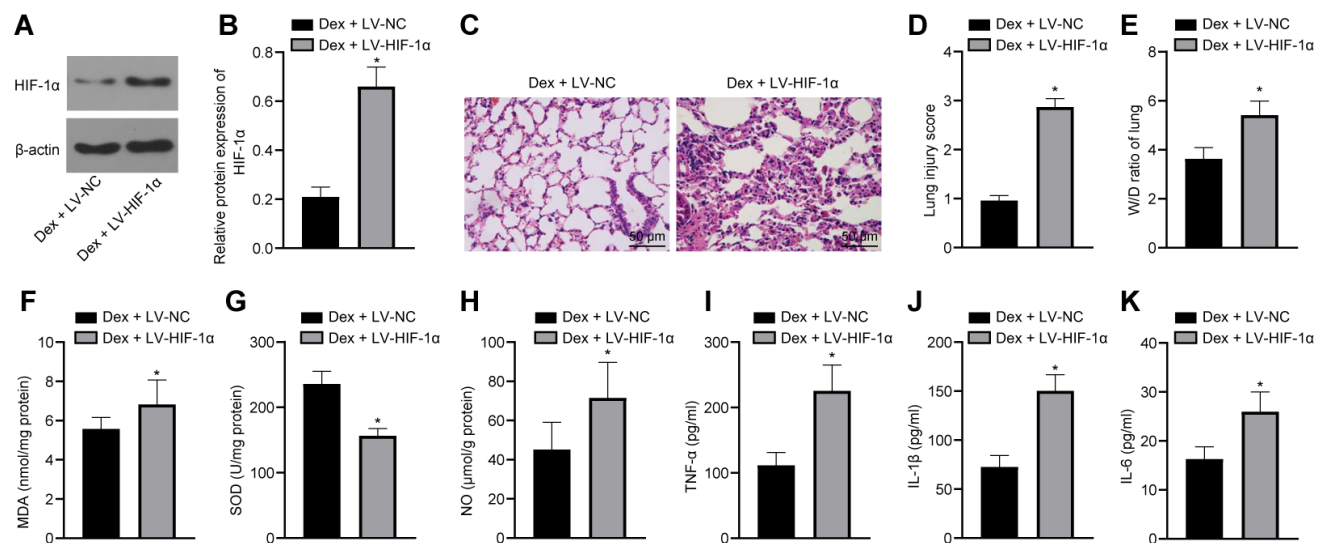 A
HIF-1α
β-actin
Dex + LV-NC
Dex + LV-HIF-1α
B
Dex + LV-NC
Dex + LV-HIF-1α
Relative protein expression of
HIF-1α
0.8
0.6
0.4
0.2
0.0
*
C
Dex + LV-NC
Dex + LV-HIF-1α
50 μm
50 μm
D
Dex + LV-NC
Dex + LV-HIF-1α
Lung injury score
4
3
2
1
0
*
E
Dex + LV-NC
Dex + LV-HIF-1α
W/D ratio of lung
8
6
4
2
0
*
F
Dex + LV-NC
Dex + LV-HIF-1α
MDA (nmol/mg protein)
10
8
6
4
2
0
*
G
Dex + LV-NC
Dex + LV-HIF-1α
SOD (U/mg protein)
300
200
100
0
*
H
Dex + LV-NC
Dex + LV-HIF-1α
NO (μmol/g protein)
100
80
60
40
20
0
*
I
Dex + LV-NC
Dex + LV-HIF-1α
TNF-α (pg/ml)
300
200
100
0
*
J
Dex + LV-NC
Dex + LV-HIF-1α
IL-1β (pg/ml)
200
150
100
75
50
0
*
K
Dex + LV-NC
Dex + LV-HIF-1α
IL-6 (pg/ml)
40
30
20
10
0
*